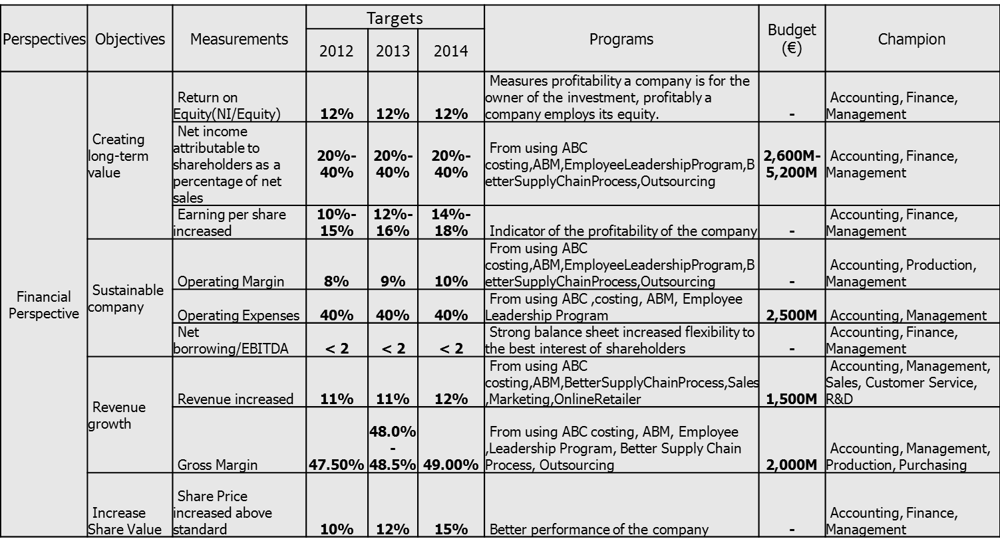 Targets
Perspectives Objectives Measurements 2012 2013 2014 Programs Budget (€) Champion
Financial
Perspective
Creating
long-term
value
Return on
Equity(NI/Equity)
12% 12% 12%
Measures profitability a company is for the
owner of the investment, profitably a
company employs its equity.
-
Accounting, Finance,
Management
Net income
attributable to
shareholders as a
percentage of net
sales
20%-
40%
20%-
40%
20%-
40%
From using ABC
costing,ABM,EmployeeLeadershipProgram,B
etterSupplyChainProcess,Outsourcing
2,600M-
5,200M
Accounting, Finance,
Management
Earning per share
increased
10%-
15%
12%-
16%
14%-
18%
Indicator of the profitability of the company
-
Accounting, Finance,
Management
Sustainable
company
Operating Margin
8% 9% 10%
From using ABC
costing,ABM,EmployeeLeadershipProgram,B
etterSupplyChainProcess,Outsourcing
-
Accounting, Production,
Management
Operating Expenses
40% 40% 40%
From using ABC ,costing, ABM, Employee
Leadership Program
2,500M
Accounting, Management
Net
borrowing/EBITDA
< 2 < 2 < 2
Strong balance sheet increased flexibility to
the best interest of shareholders
-
Accounting, Finance,
Management
Revenue
growth
Revenue increased
11% 11% 12%
From using ABC
costing,ABM,BetterSupplyChainProcess,Sales
,Marketing,OnlineRetailer
1,500M
Accounting, Management,
Sales, Customer Service,
R&D
Gross Margin
47.50%
48.0%
-
48.5%
49.00%
From using ABC costing, ABM, Employee
,Leadership Program, Better Supply Chain
Process, Outsourcing
2,000M
Accounting, Management,
Production, Purchasing
Increase
Share Value
Share Price
increased above
standard
10% 12% 15%
Better performance of the company
-
Accounting, Finance,
Management